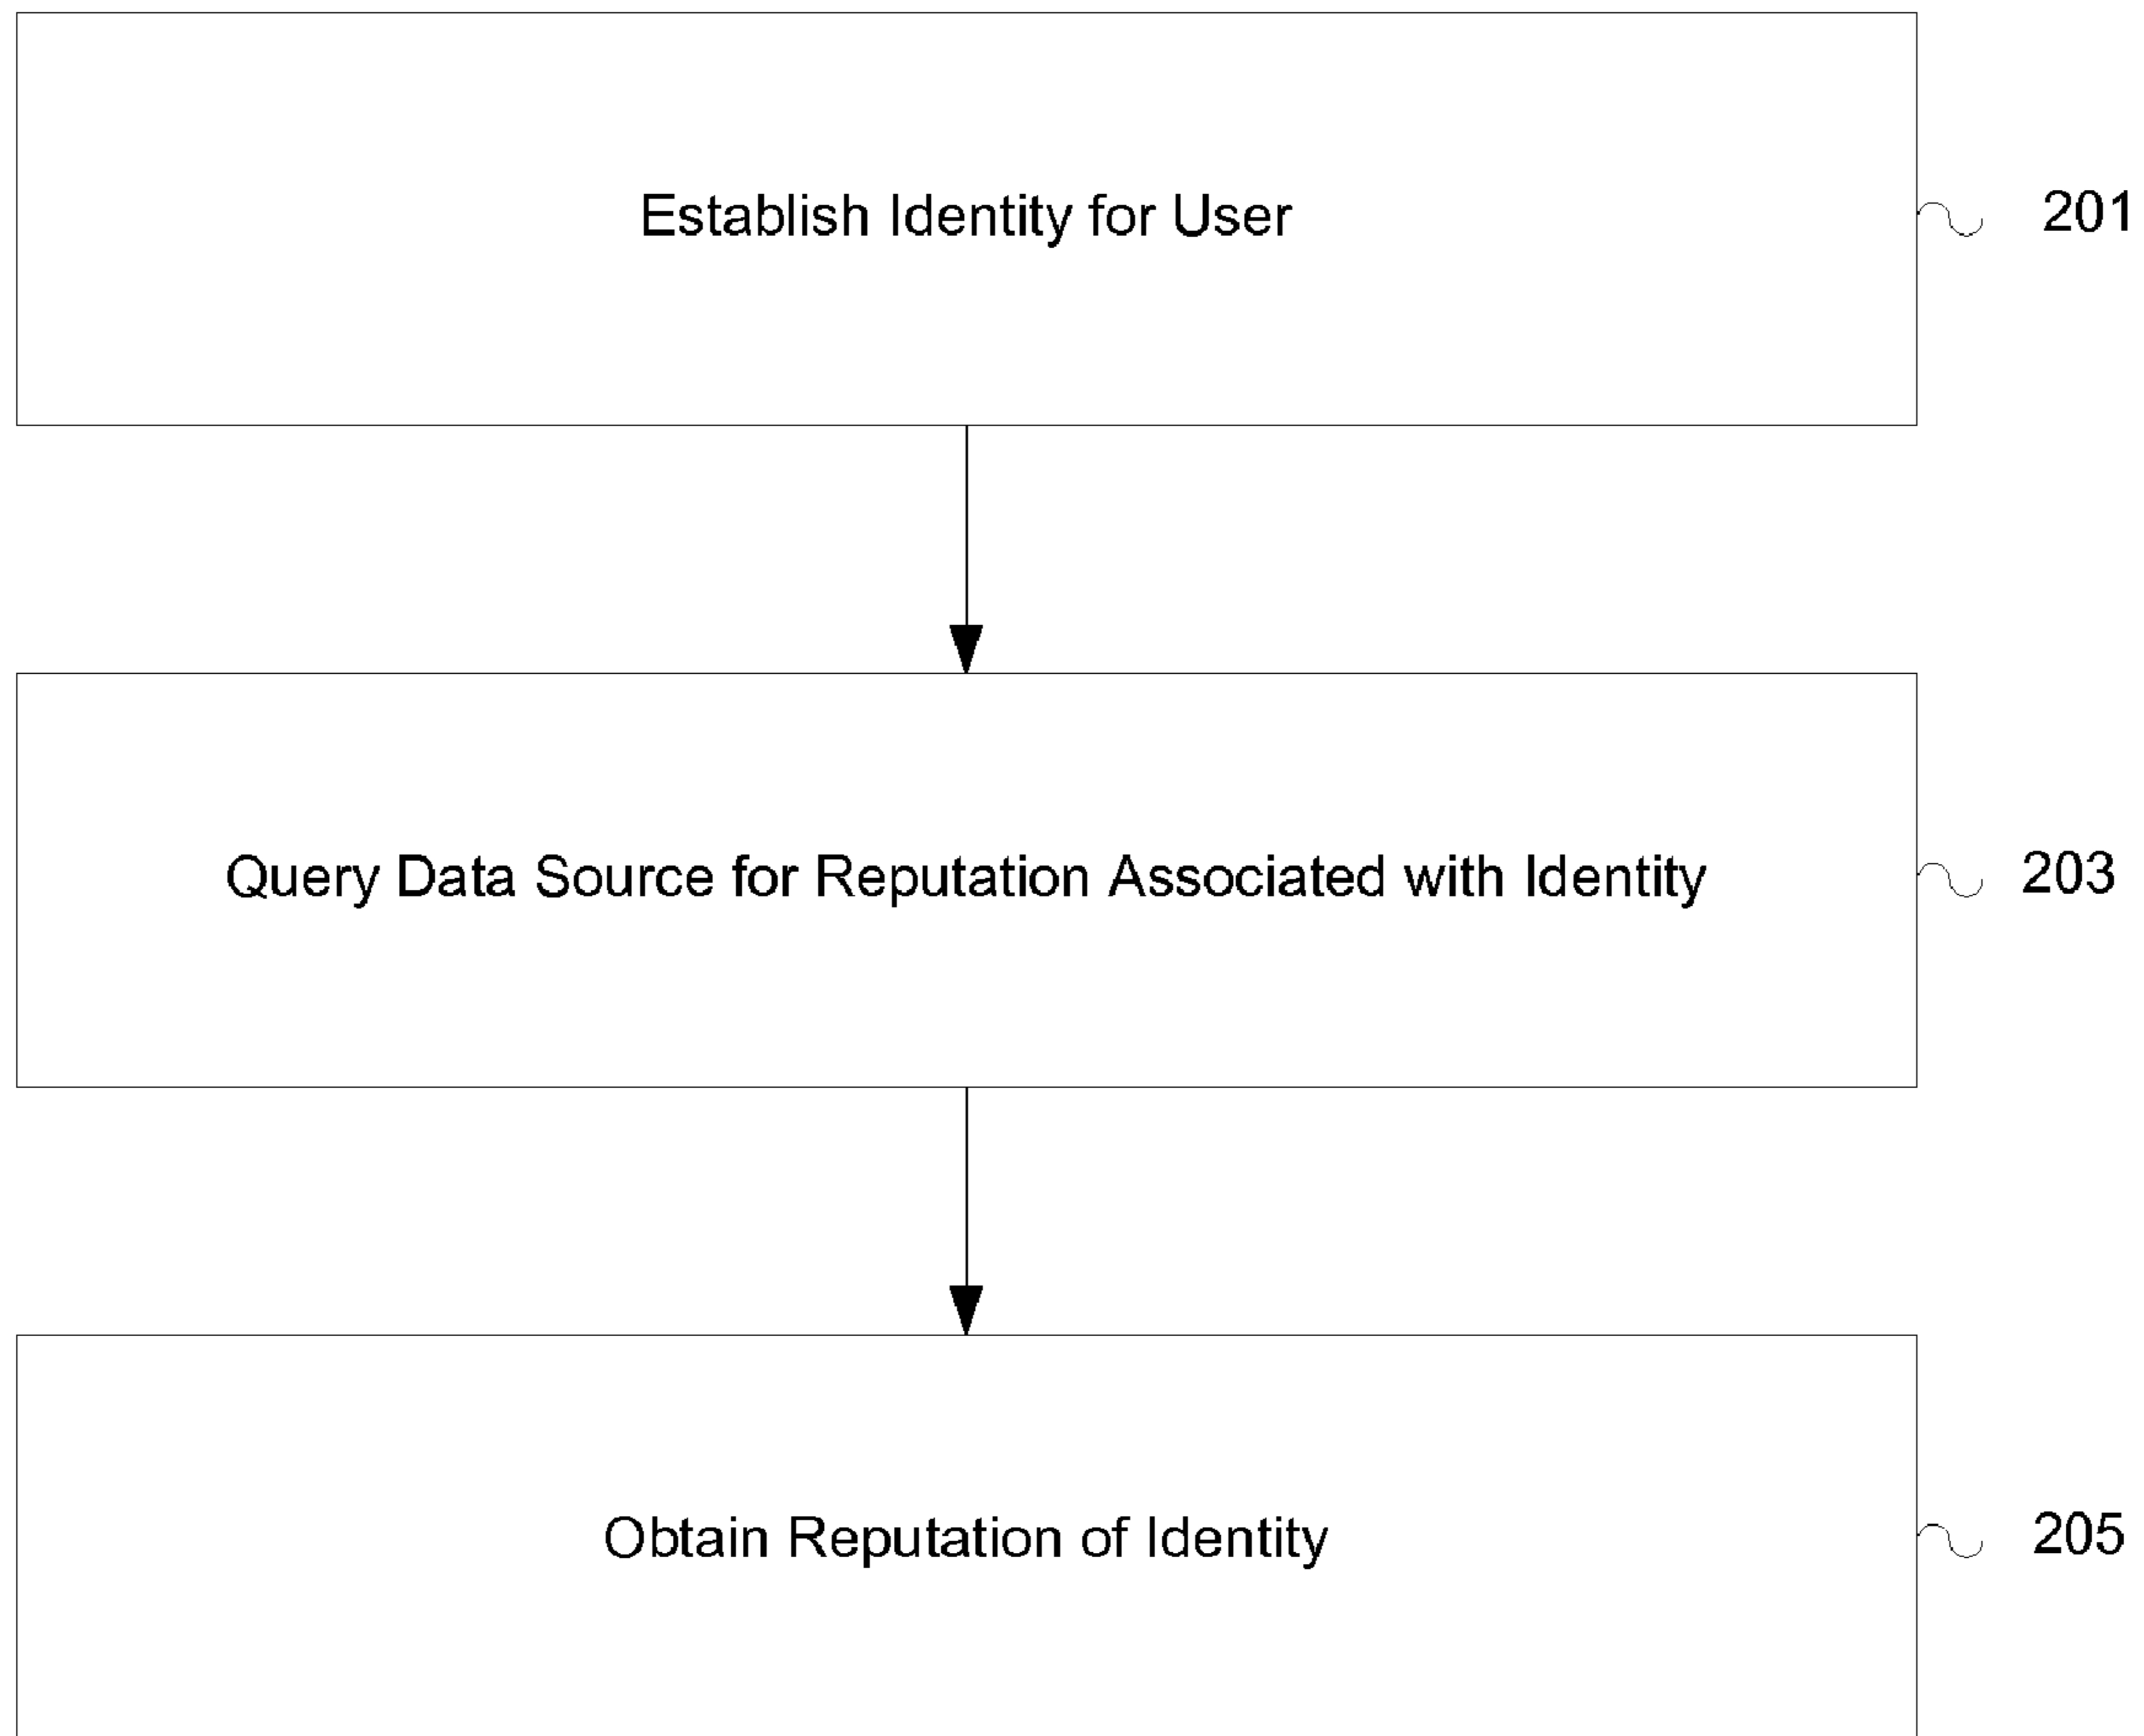 Establish Identity for User
201
Query Data Source for Reputation Associated with Identity
203
Obtain Reputation of Identity
205